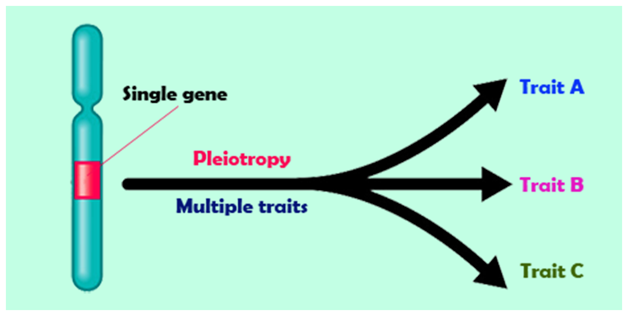 Single gene
Pleiotropy
Multiple traits
Trait A
Trait B
Trait C